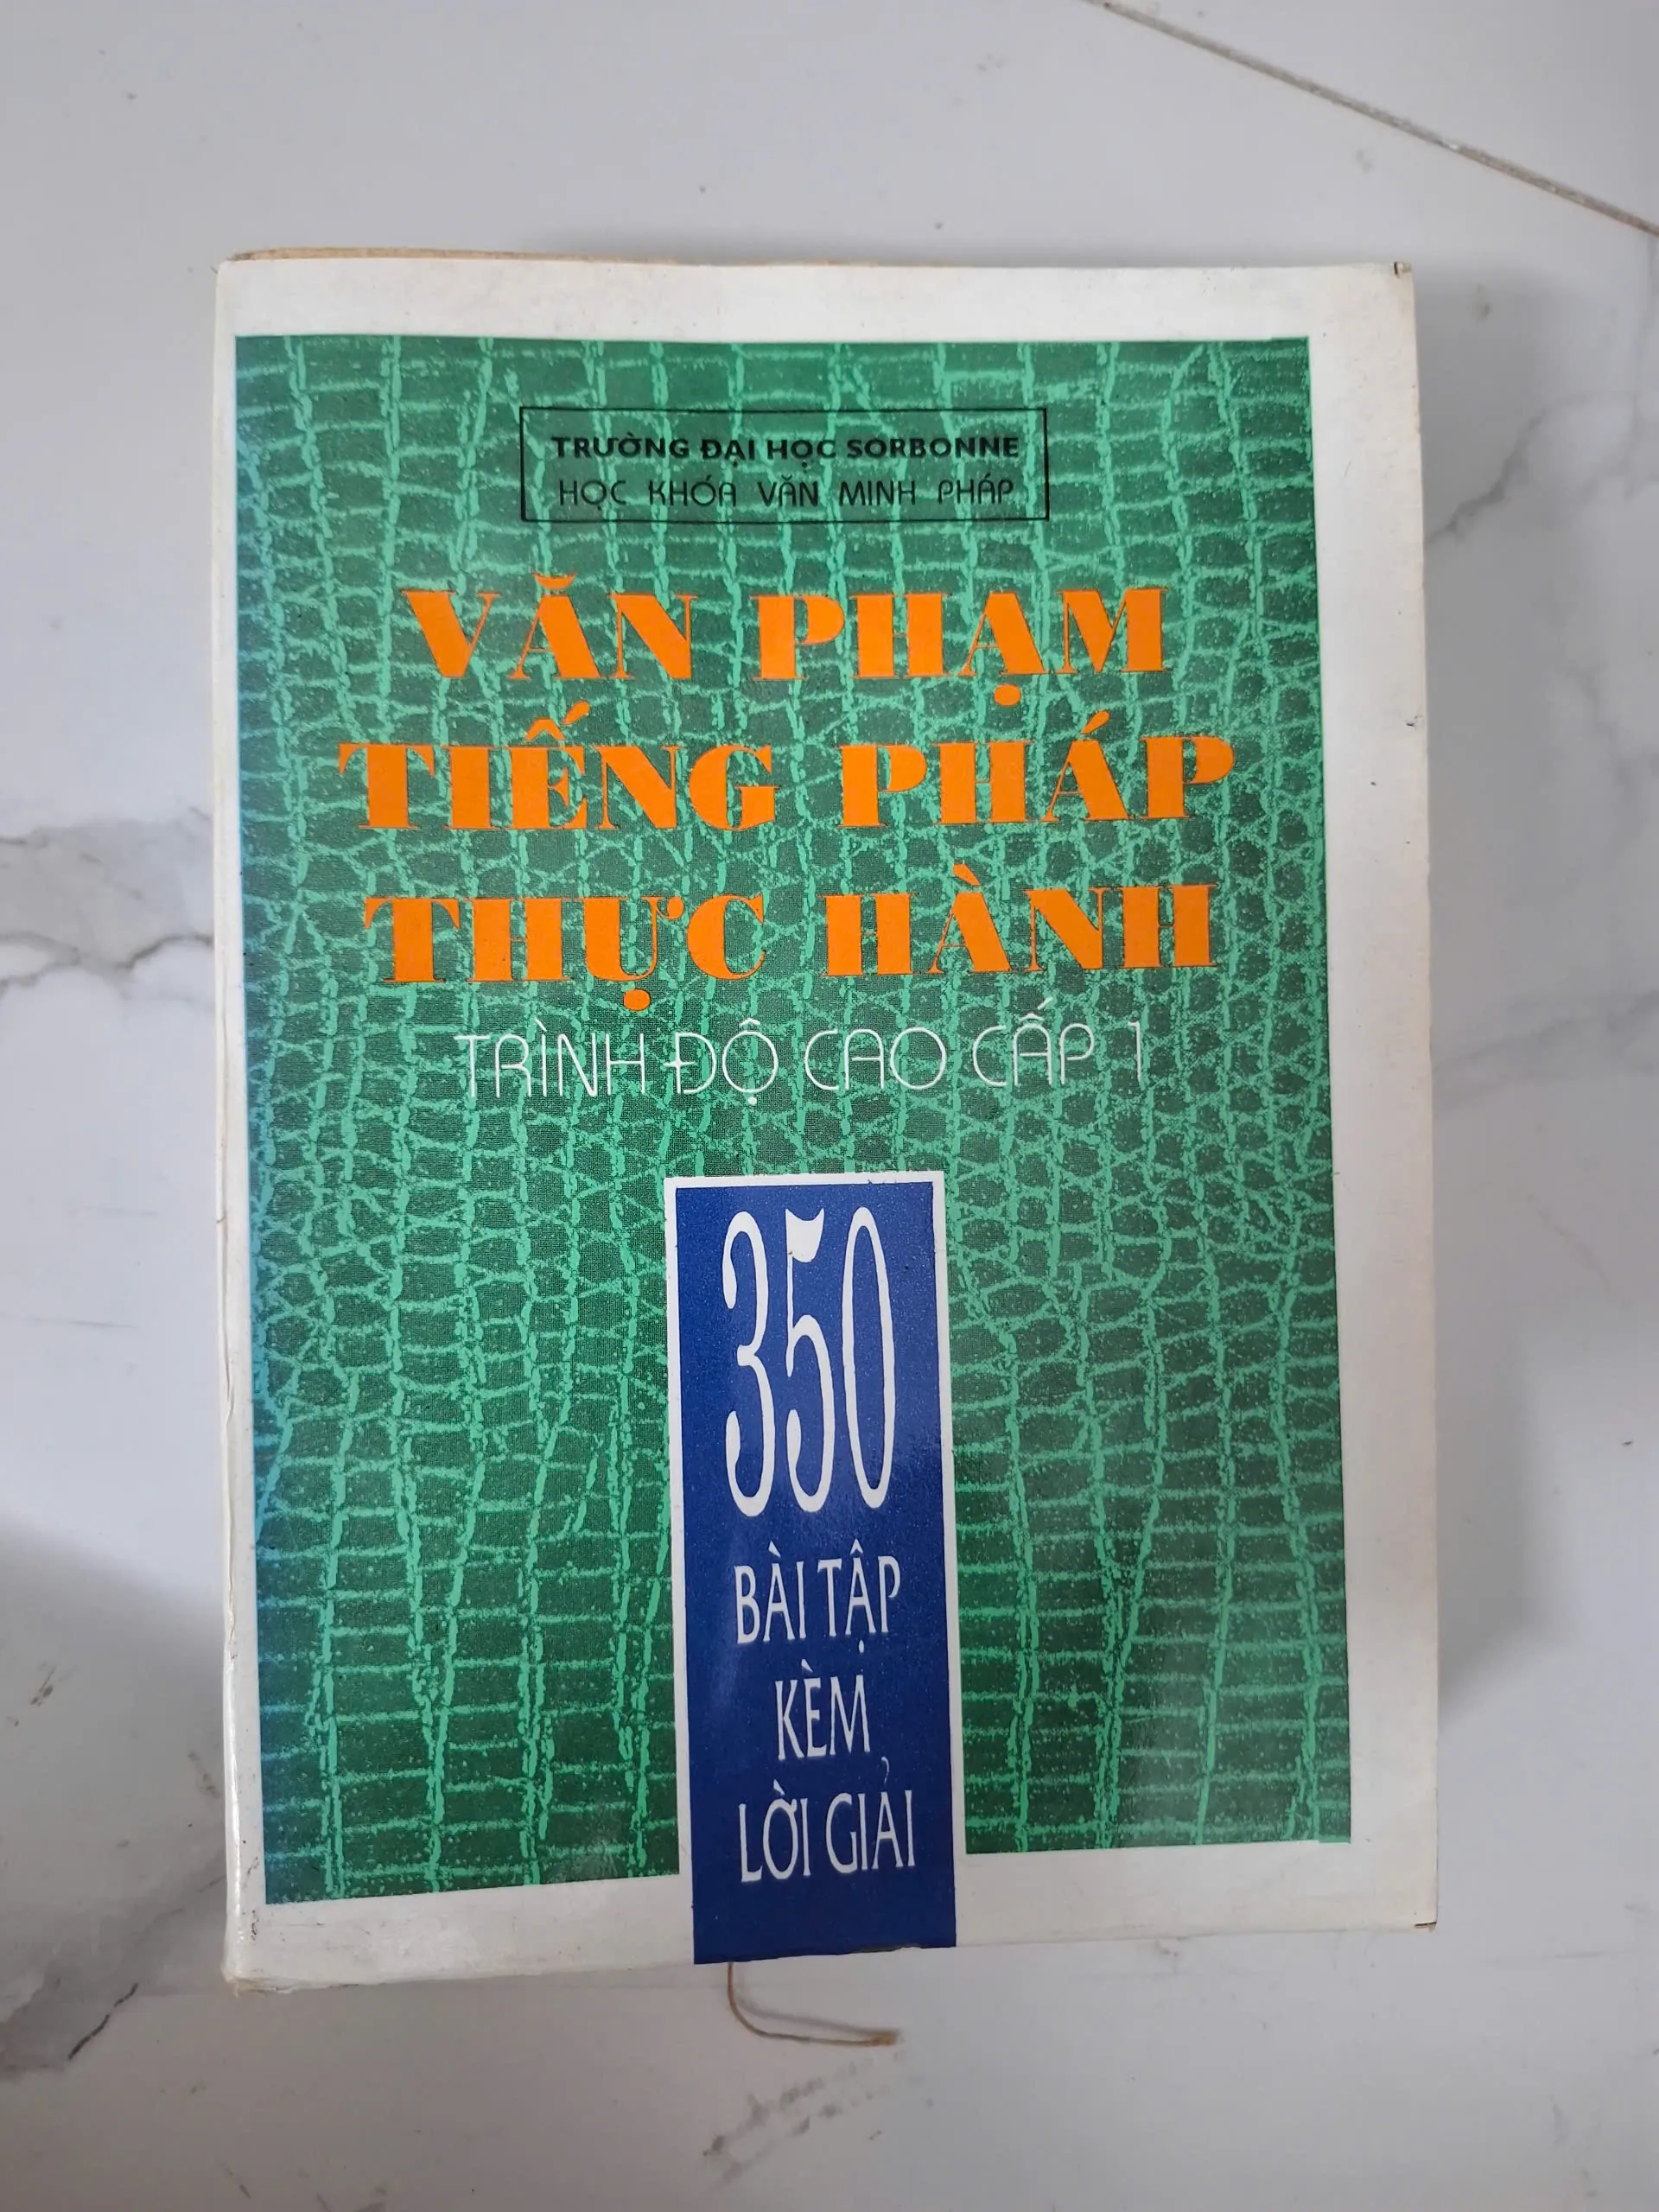 TRƯỜNG ĐẠI HỌC SORBONNE
HỌC KHÓA VĂN MINH PHÁP
VĂN PHẠM
TIẾNG PHÁP
THỰC HÀNH
TRÌNH ĐỘ CAO CẤP 1
350
BÀI TẬP
KÈM
LỜI GIẢI